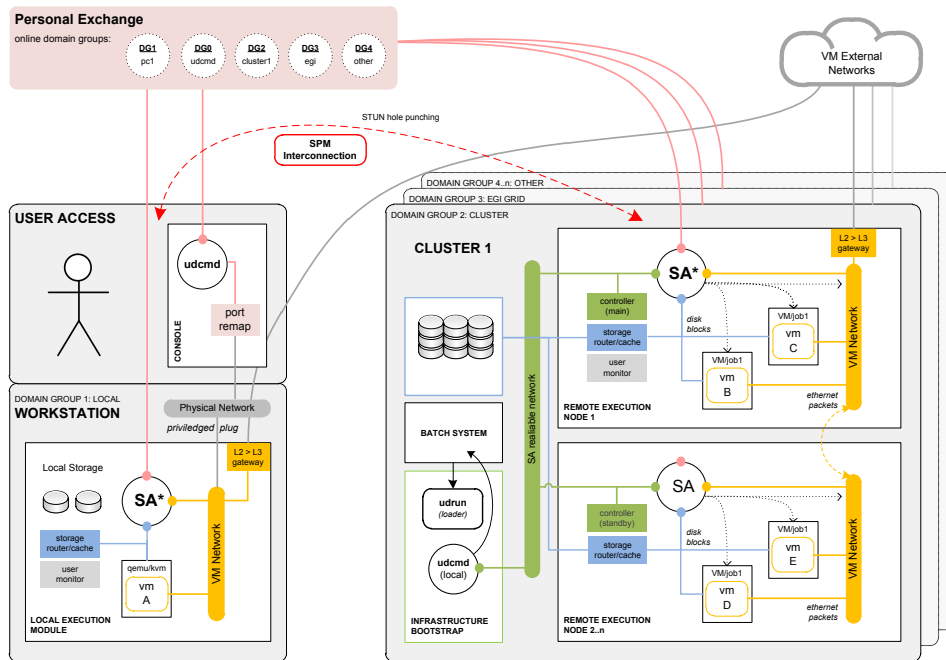 Personal Exchange
online domain groups:
DG1
pc1
DG0
udcmd
DG2
cluster1
DG3
egi
DG4
other
VM External
Networks
STUN hole punching
SPM
Interconnection
DOMAIN GROUP 4..n: OTHER
DOMAIN GROUP 3: EGI GRID
DOMAIN GROUP 2: CLUSTER
USER ACCESS
udcmd
port
remap
CONSOLE
DOMAIN GROUP 1: LOCAL
WORKSTATION
Physical Network
priviledged plug
L2 > L3
gateway
Local Storage
SA*
storage
router/cache
user
monitor
qemu/kvm
vm
A
VM Network
LOCAL EXECUTION
MODULE
CLUSTER 1
BATCH SYSTEM
udrun
(loader)
udcmd
(local)
INFRASTRUCTURE
BOOTSTRAP
SA realiable network
L2 > L3
gateway
SA*
controller
(main)
storage
router/cache
user
monitor
disk
blocks
VM/job1
vm
C
VM/job1
vm
B
VM Network
ethernet
packets
REMOTE EXECUTION
NODE 1
SA
controller
(standby)
storage
router/cache
disk
blocks
VM/job1
vm
E
VM/job1
vm
D
VM Network
ethernet
packets
REMOTE EXECUTION
NODE 2..n